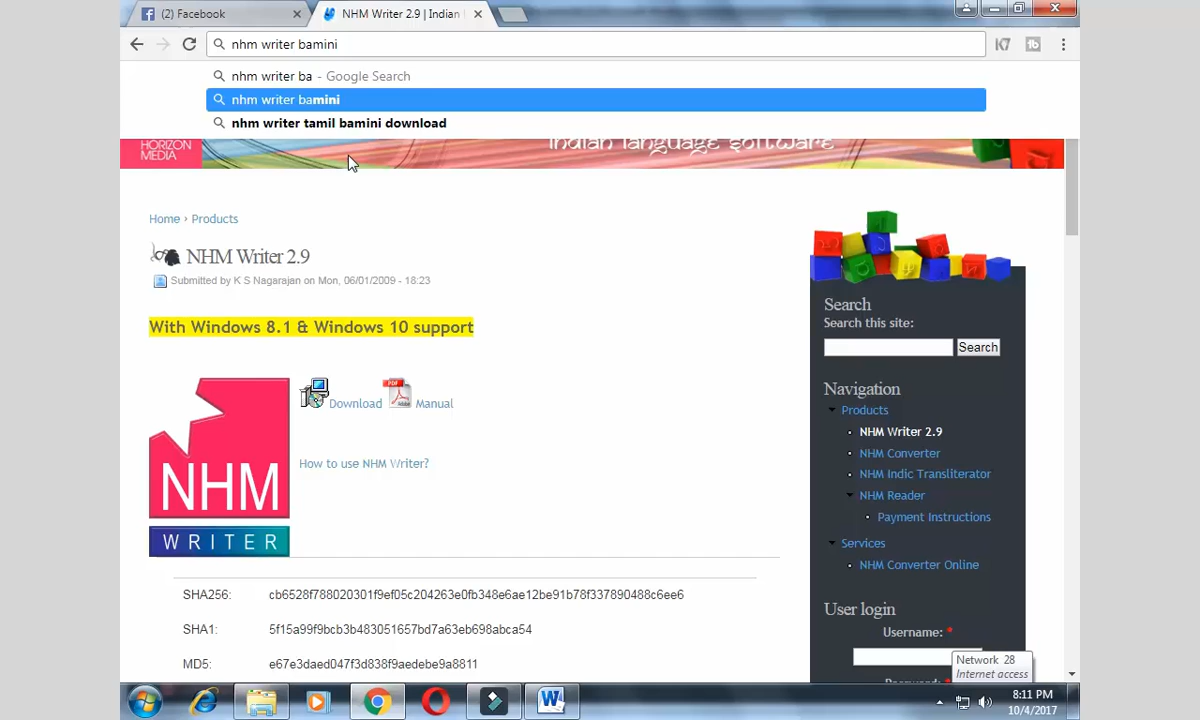 (2) Facebook
NHM Writer 2.9 | Indian
nhm writer bamini
nhm writer ba - Google Search
nhm writer bamini
nhm writer tamil bamini download
HORIZON
MEDIA
Indian language software
Home › Products
NHM Writer 2.9
Submitted by K S Nagarajan on Mon, 06/01/2009 - 18:23
With Windows 8.1 & Windows 10 support
Download
Manual
How to use NHM Writer?
NHM
WRITER
SHA256: cb6528f788020301f9ef05c204263e0fb348e6ae12be91b78f337890488c6ee6
SHA1: 5f15a99f9bcb3b483051657bd7a63eb698abca54
MD5: e67e3daed047f3d838f9aedebe9a8811
Search
Search this site:
Search
Navigation
Products
NHM Writer 2.9
NHM Converter
NHM Indic Transliterator
NHM Reader
Payment Instructions
Services
NHM Converter Online
User login
Username: *
Network 28
Internet access
8:11 PM
10/4/2017